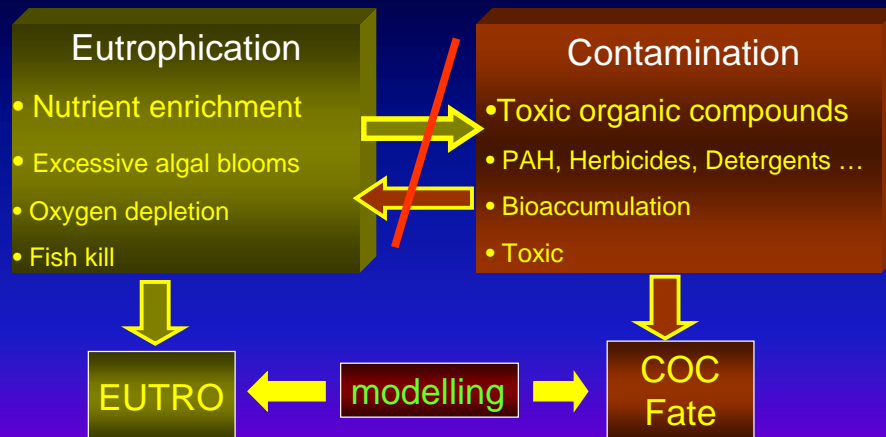 Eutrophication
• Nutrient enrichment
• Excessive algal blooms
• Oxygen depletion
• Fish kill
Contamination
•Toxic organic compounds
• PAH, Herbicides, Detergents …
• Bioaccumulation
• Toxic
EUTRO
modelling
COC
Fate